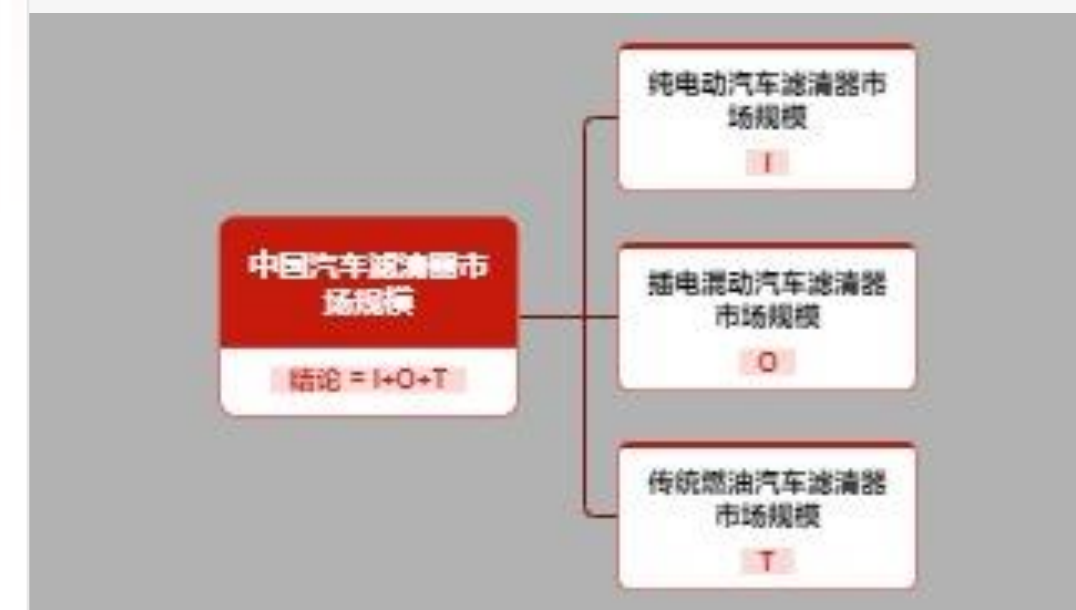 纯电动汽车滤清器市
场规模
I
中国汽车滤清器市
场规模
结论 = I+O+T
插电混动汽车滤清器
市场规模
O
传统燃油汽车滤清器
市场规模
T